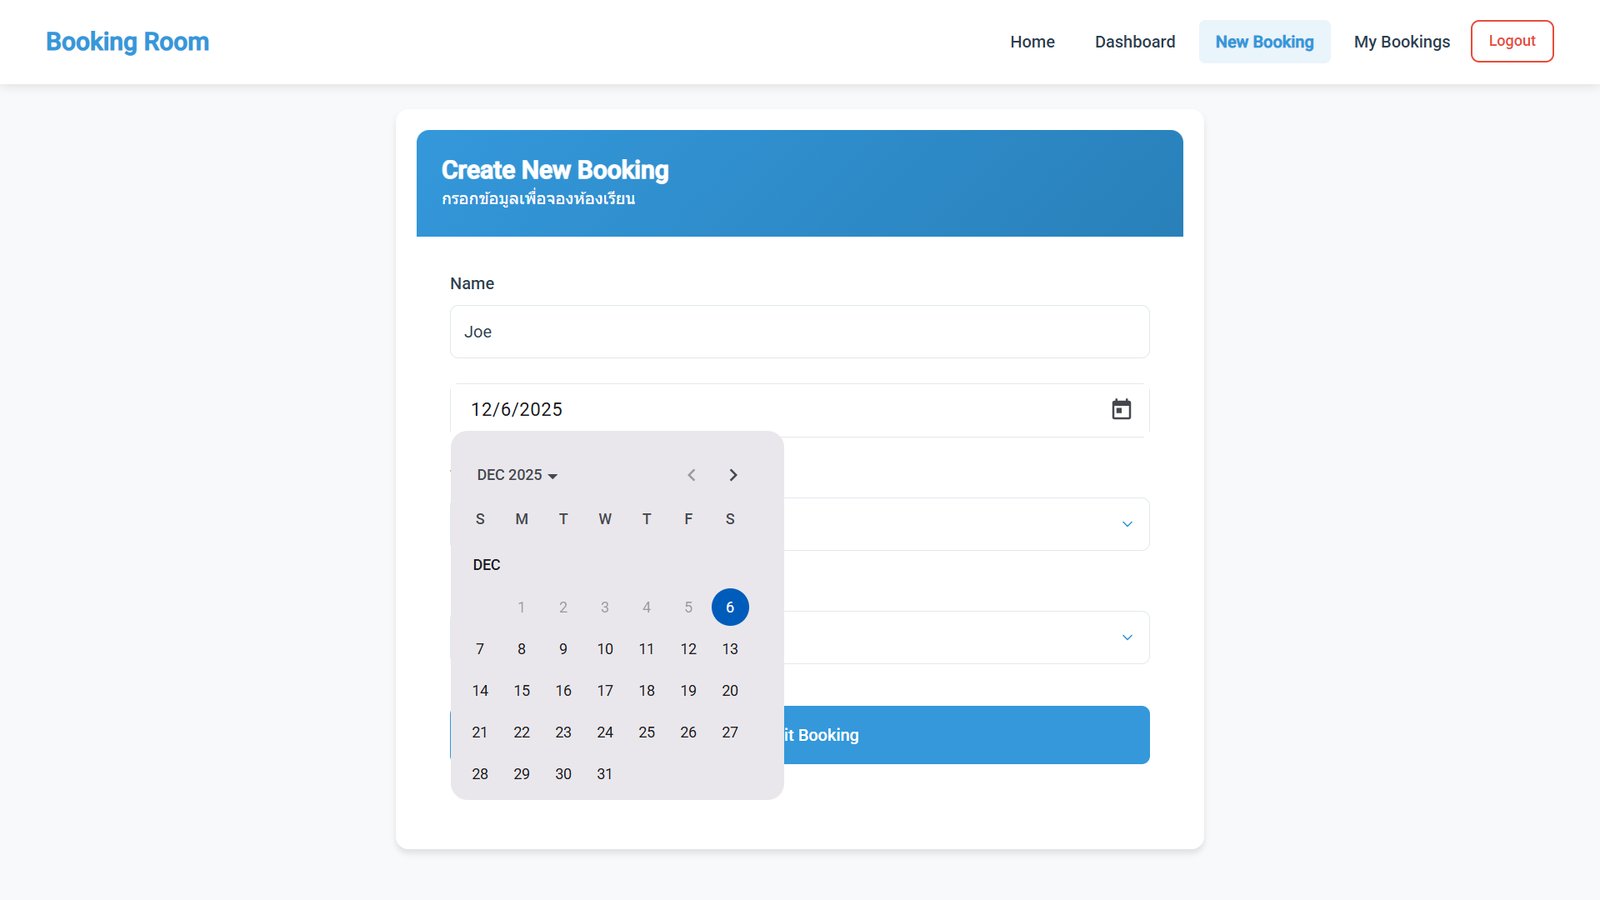 Booking Room
Home Dashboard New Booking My Bookings Logout
Create New Booking
กรอกข้อมูลเพื่อจองห้องเรียน
Name
Joe
12/6/2025
DEC 2025
S M T W T F S
DEC
1 2 3 4 5 6
7 8 9 10 11 12 13
14 15 16 17 18 19 20
21 22 23 24 25 26 27
28 29 30 31
it Booking